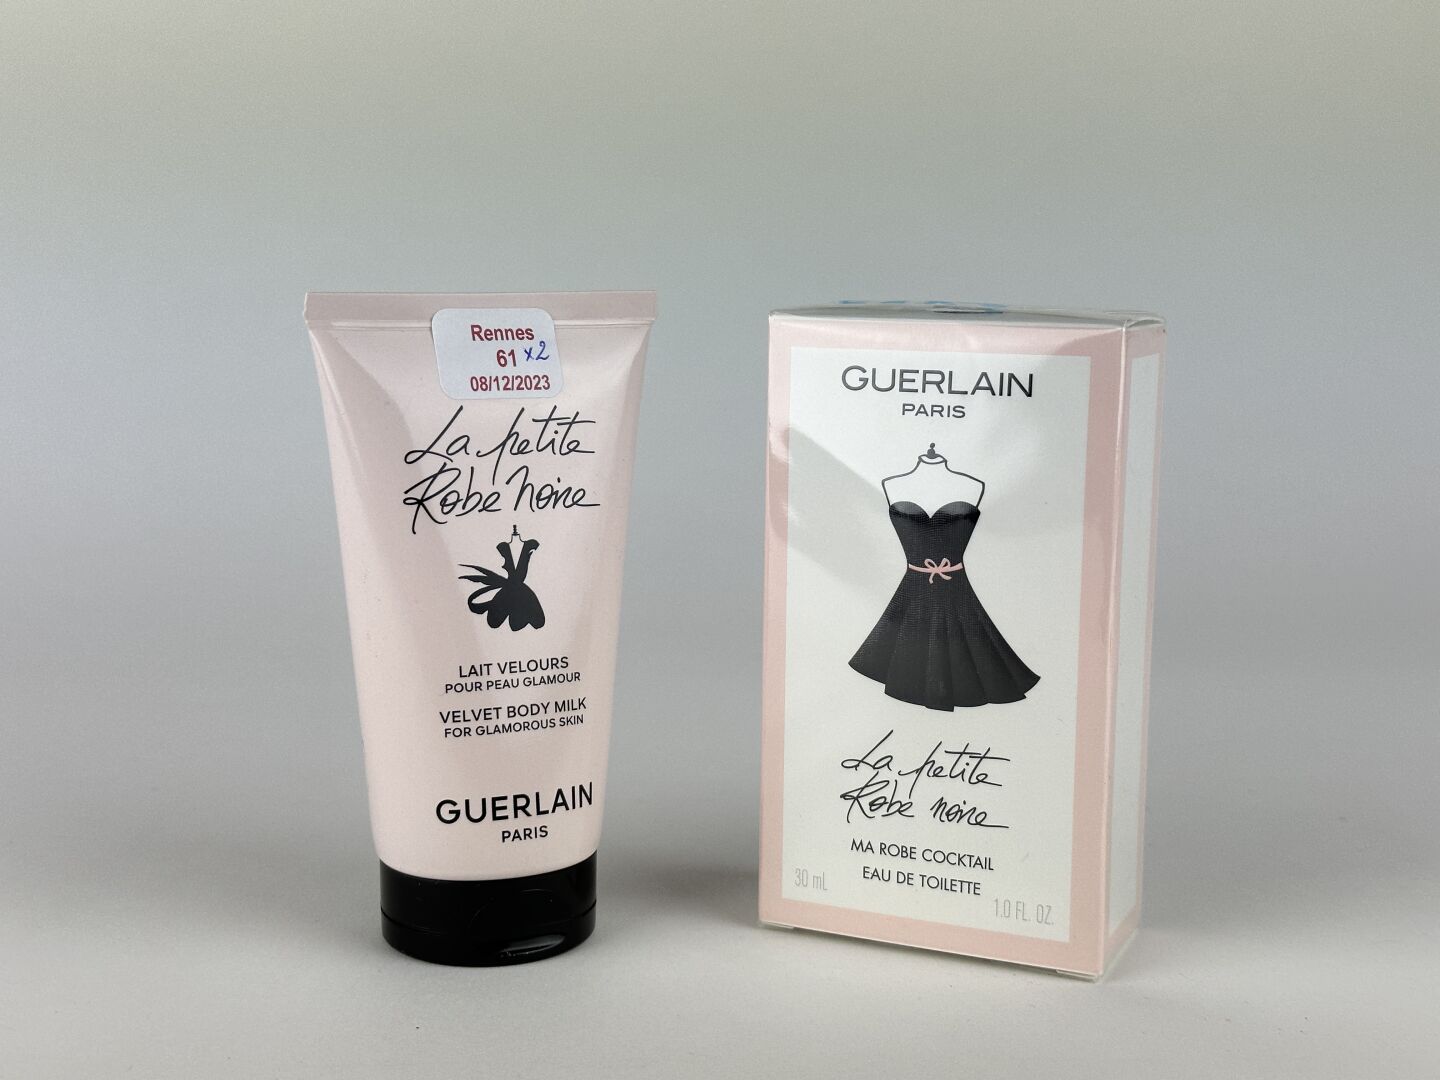 Rennes
61 x2
08/12/2023
La petite
Robe Noire
LAIT VELOURS
POUR PEAU GLAMOUR
VELVET BODY MILK
FOR GLAMOROUS SKIN
GUERLAIN
PARIS
GUERLAIN
PARIS
La petite
Robe noire
MA ROBE COCKTAIL
EAU DE TOILETTE
30 mL
1.0 FL. OZ.